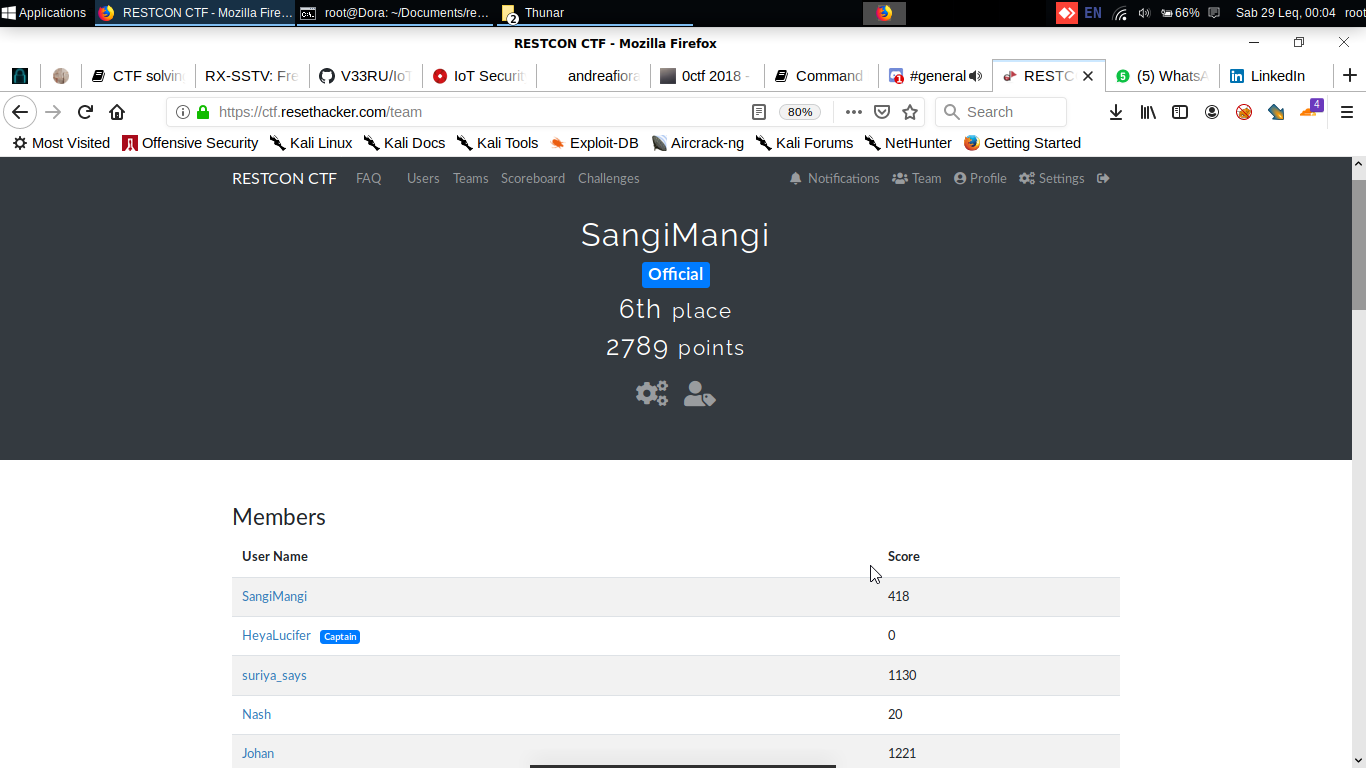 Applications RESTCON CTF - Mozilla Fire… root@Dora: ~/Documents/re… 2 Thunar EN 66% Sab 29 Leq, 00:04 root
RESTCON CTF - Mozilla Firefox
CTF solvin RX-SSTV: Fre V33RU/IoT IoT Securit andreafiora 0ctf 2018 - Command 1 #general RESTC 5 (5) WhatsA LinkedIn
https://ctf.resethacker.com/team 80% Search 4
Most Visited Offensive Security Kali Linux Kali Docs Kali Tools Exploit-DB Aircrack-ng Kali Forums NetHunter Getting Started
RESTCON CTF FAQ Users Teams Scoreboard Challenges Notifications Team Profile Settings
SangiMangi
Official
6th place
2789 points
Members
User Name Score
SangiMangi 418
HeyaLucifer Captain 0
suriya_says 1130
Nash 20
Johan 1221